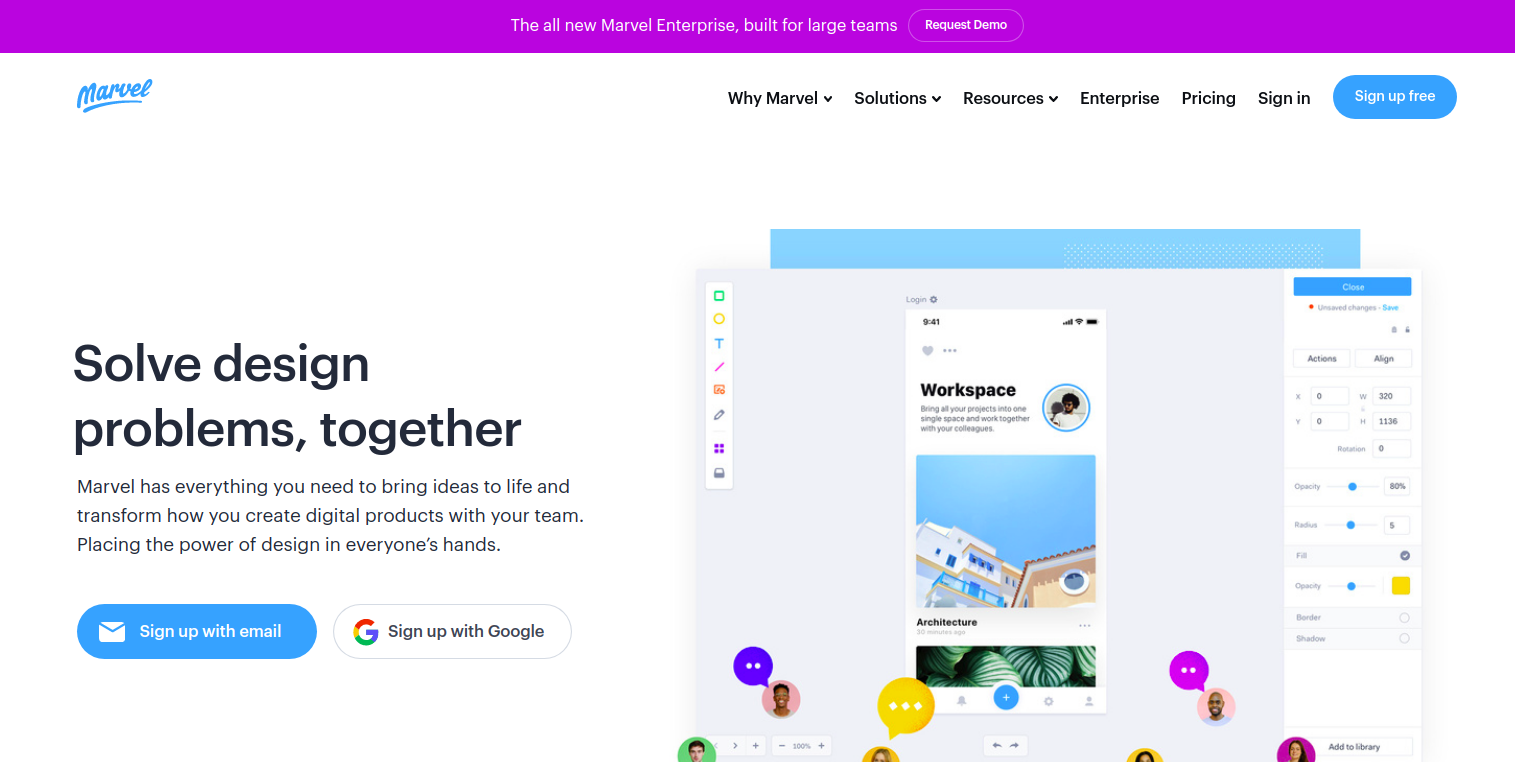 The all new Marvel Enterprise, built for large teams
Request Demo
Marvel
Why Marvel
Solutions
Resources
Enterprise
Pricing
Sign in
Sign up free
Solve design
problems, together
Marvel has everything you need to bring ideas to life and
transform how you create digital products with your team.
Placing the power of design in everyone’s hands.
Sign up with email
Sign up with Google
Login
9:41
Workspace
Bring all your projects into one
single space and work together
with your colleagues.
Architecture
30 minutes ago
100%
Close
Unsaved changes - Save
Actions
Align
X 0 W 320
Y 0 H 1136
Rotation 0
Opacity 80%
Radius 5
Fill
Opacity
Border
Shadow
Add to library